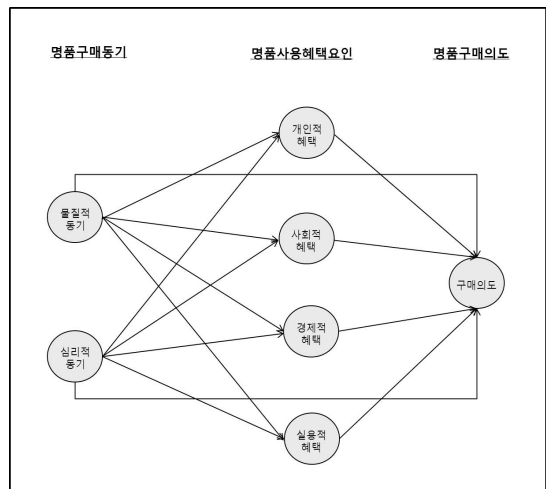 명품구매동기 명품사용혜택요인 명품구매의도
개인적
혜택
물질적
동기
사회적
혜택
구매의도
경제적
혜택
심리적
동기
실용적
혜택